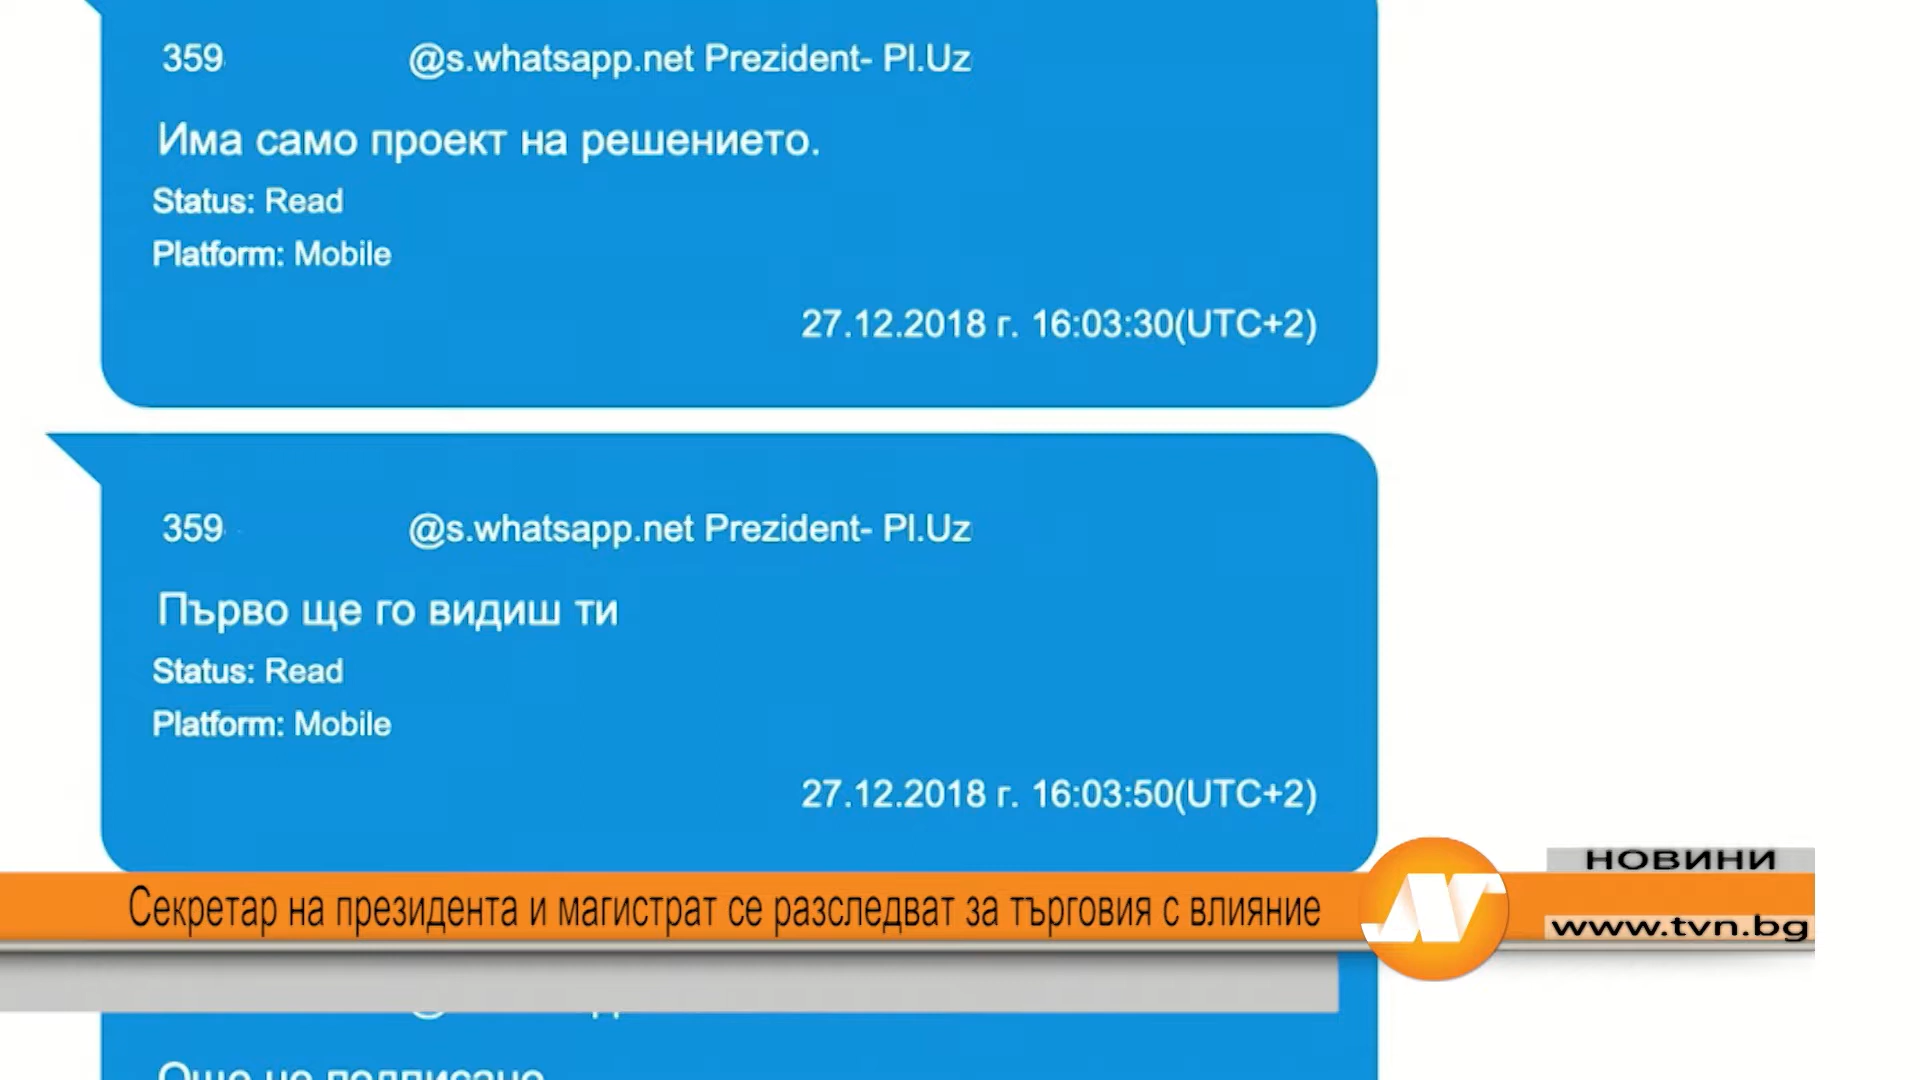 359 @s.whatsapp.net Prezident- Pl.Uz
Има само проект на решението.
Status: Read
Platform: Mobile
27.12.2018 г. 16:03:30(UTC+2)
359 @s.whatsapp.net Prezident- Pl.Uz
Първо ще го видиш ти
Status: Read
Platform: Mobile
27.12.2018 г. 16:03:50(UTC+2)
НОВИНИ
Секретар на президента и магистрат се разследват за търговия с влияние
www.tvn.bg
Още не подписано